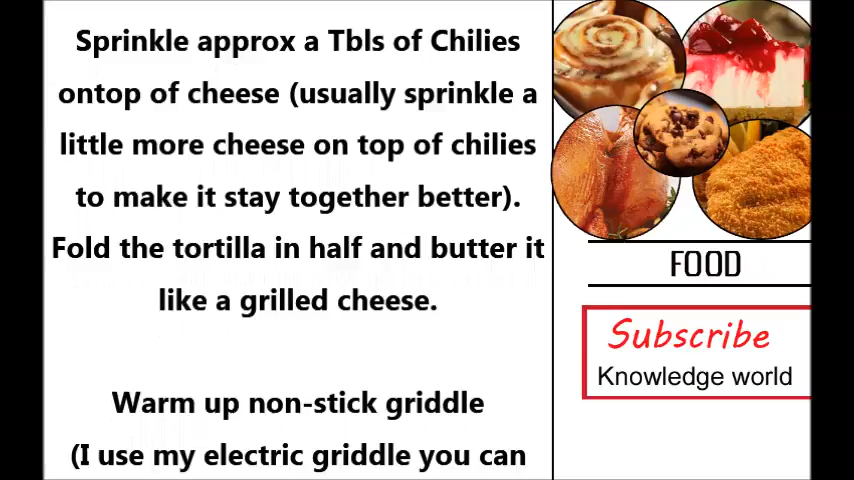 Sprinkle approx a Tbls of Chilies
ontop of cheese (usually sprinkle a
little more cheese on top of chilies
to make it stay together better).
Fold the tortilla in half and butter it
like a grilled cheese.
Warm up non-stick griddle
(I use my electric griddle you can
FOOD
Subscribe
Knowledge world